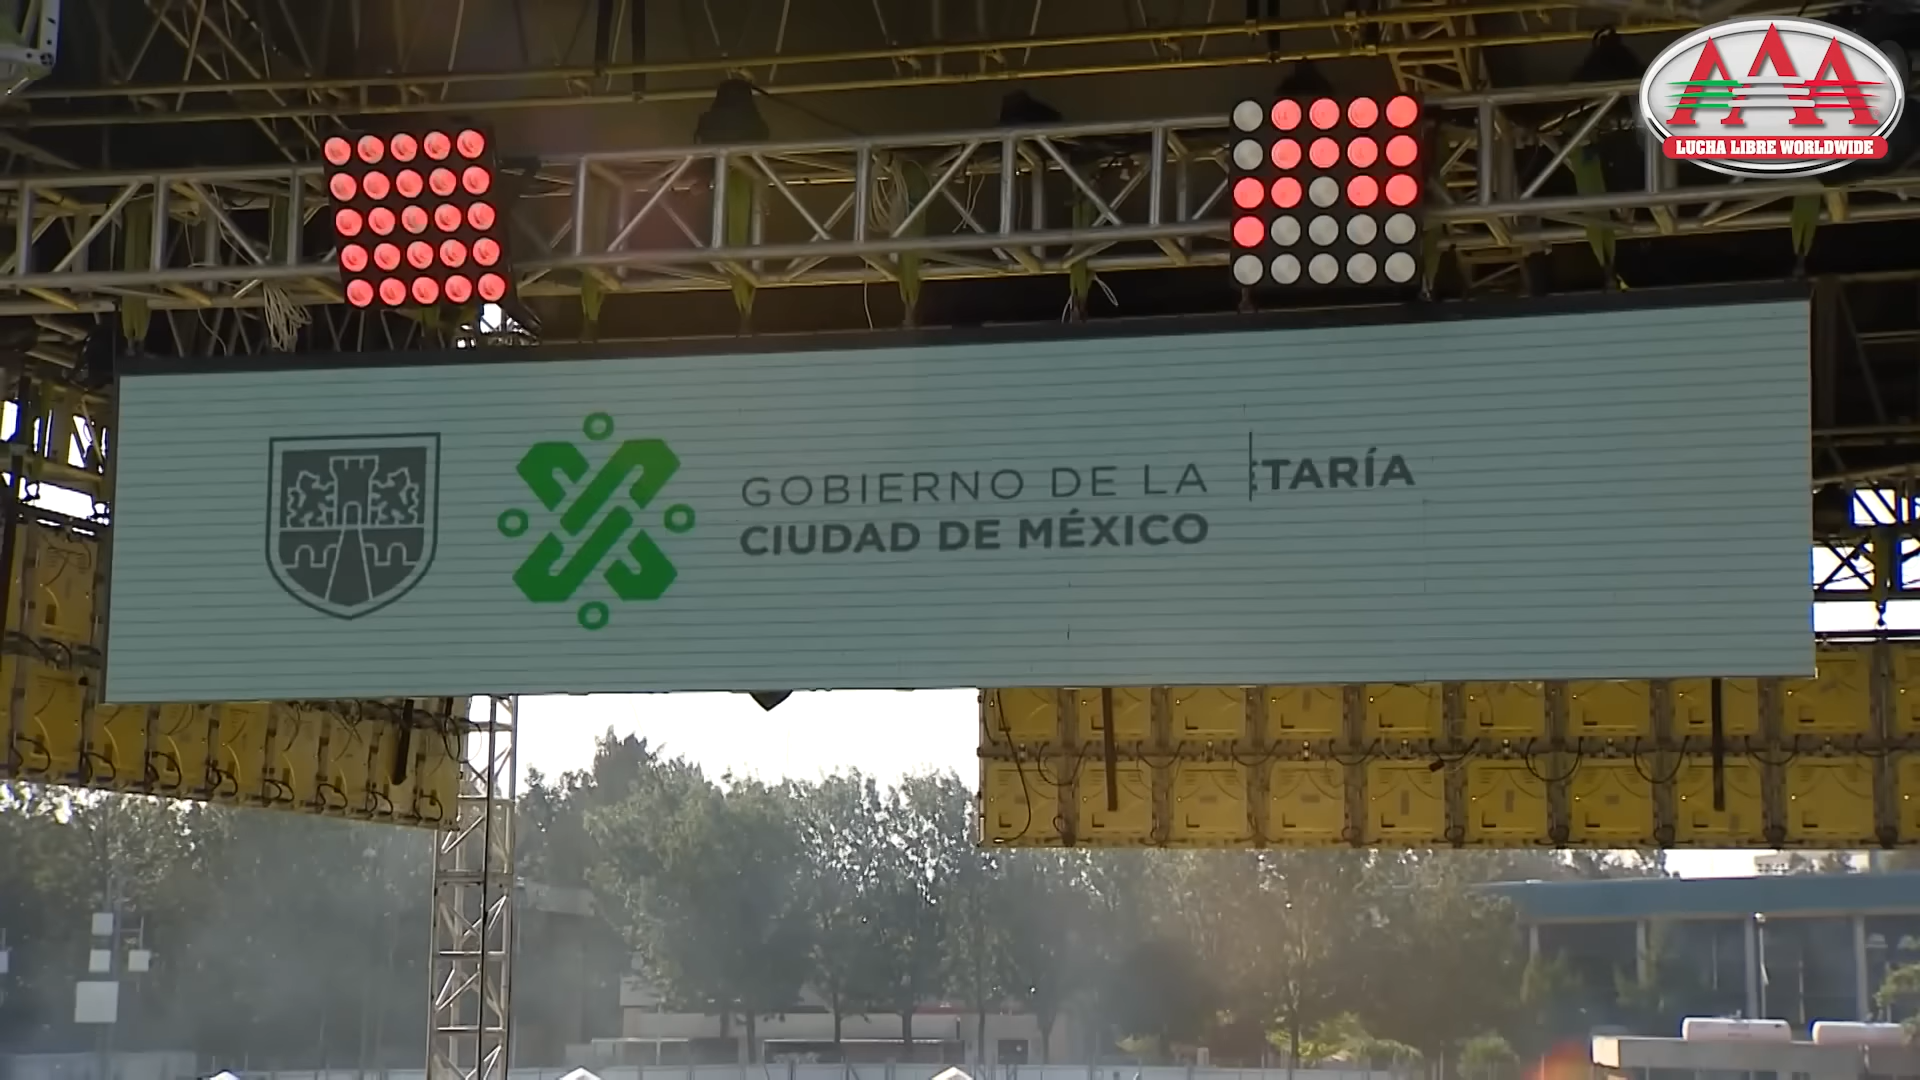 AAA
LUCHA LIBRE WORLDWIDE
GOBIERNO DE LA
CIUDAD DE MÉXICO
TARÍA